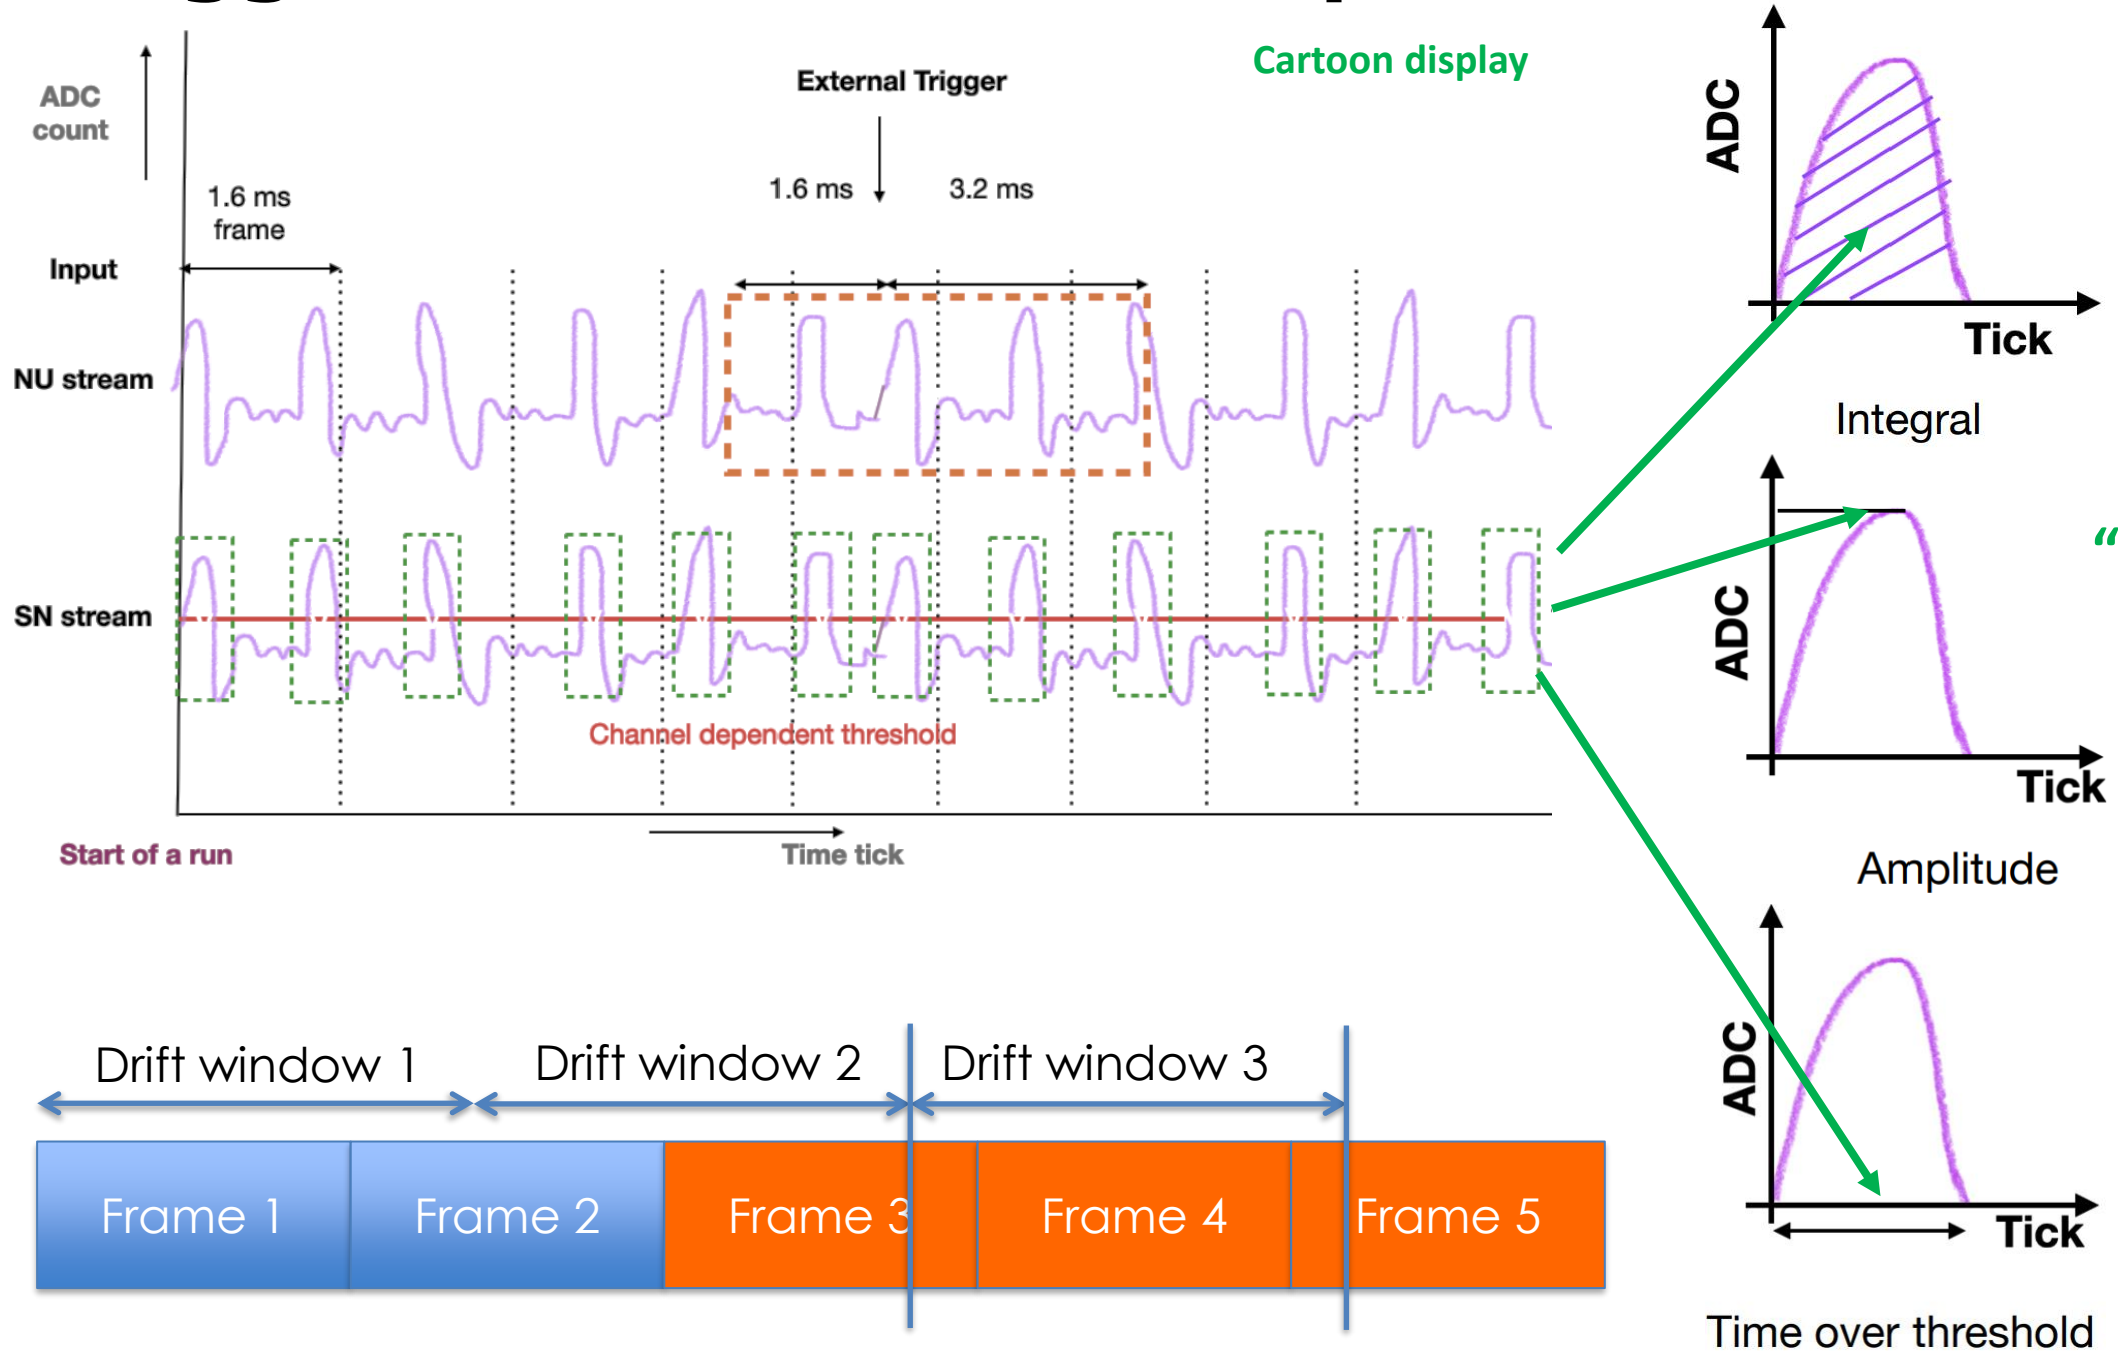 Cartoon display
ADC
count
External Trigger
1.6 ms
frame
1.6 ms
3.2 ms
Input
NU stream
SN stream
Channel dependent threshold
Start of a run
Time tick
ADC
Tick
Integral
“
ADC
Tick
Amplitude
ADC
Tick
Time over threshold
Drift window 1
Drift window 2
Drift window 3
Frame 1
Frame 2
Frame 3
Frame 4
Frame 5